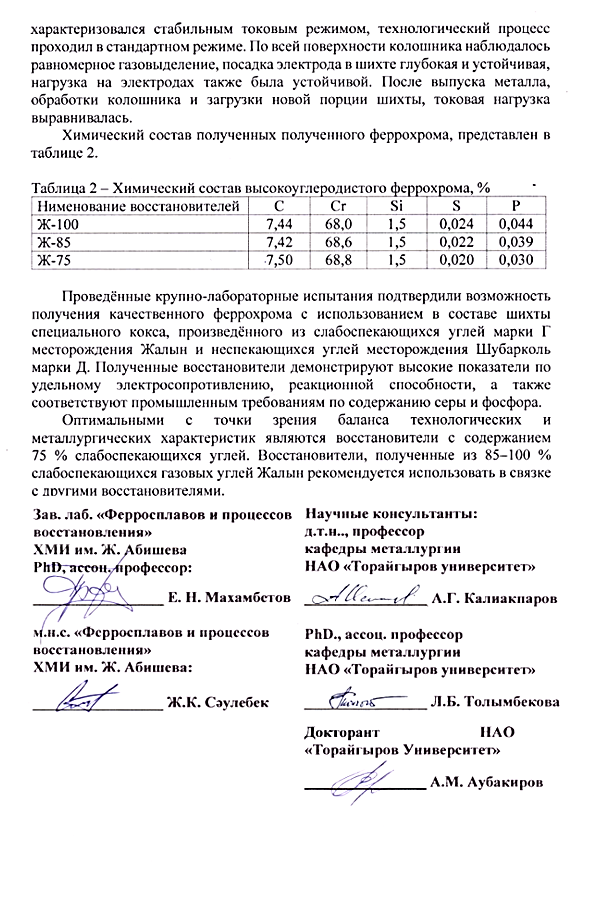 характеризовался стабильным токовым режимом, технологический процесс
проходил в стандартном режиме. По всей поверхности колошника наблюдалось
равномерное газовыделение, посадка электрода в шихте глубокая и устойчивая,
нагрузка на электродах также была устойчивой. После выпуска металла,
обработки колошника и загрузки новой порции шихты, токовая нагрузка
выравнивалась.
Химический состав полученных полученного феррохрома, представлен в
таблице 2.
Таблица 2 – Химический состав высокоуглеродистого феррохрома, %
Нименование восстановителей C Cr Si S P
Ж-100 7,44 68,0 1,5 0,024 0,044
Ж-85 7,42 68,6 1,5 0,022 0,039
Ж-75 7,50 68,8 1,5 0,020 0,030
Проведённые крупно-лабораторные испытания подтвердили возможность
получения качественного феррохрома с использованием в составе шихты
специального кокса, произведённого из слабоспекающихся углей марки Г
месторождения Жалын и неспекающихся углей месторождения Шубарколь
марки Д. Полученные восстановители демонстрируют высокие показатели по
удельному электросопротивлению, реакционной способности, а также
соответствуют промышленным требованиям по содержанию серы и фосфора.
Оптимальными с точки зрения баланса технологических и
металлургических характеристик являются восстановители с содержанием
75 % слабоспекающихся углей. Восстановители, полученные из 85–100 %
слабоспекающихся газовых углей Жалын рекомендуется использовать в связке
с другими восстановителями.
Зав. лаб. «Ферросплавов и процессов
восстановления»
ХМИ им. Ж. Абишева
PhD, ассоц. профессор:
Е. Н. Махамбетов
м.н.с. «Ферросплавов и процессов
восстановления»
ХМИ им. Ж. Абишева:
Ж.К. Сәулебек
Научные консультанты:
д.т.н.., профессор
кафедры металлургии
НАО «Торайгыров университет»
А.Г. Калиакпаров
PhD., ассоц. профессор
кафедры металлургии
НАО «Торайгыров университет»
Л.Б. Толымбекова
Докторант НАО
«Торайгыров Университет»
А.М. Аубакиров